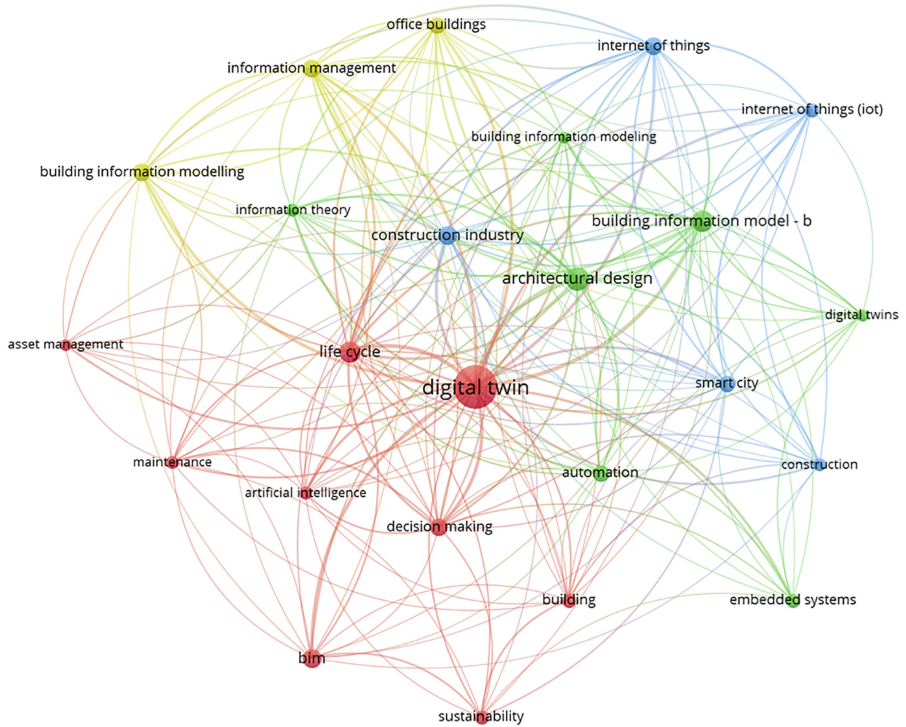 office buildings
internet of things
information management
internet of things (iot)
building information modeling
building information modelling
information theory
building information model - b
construction industry
architectural design
digital twins
asset management
life cycle
digital twin
smart city
maintenance
construction
automation
artificial intelligence
decision making
building
embedded systems
bim
sustainability